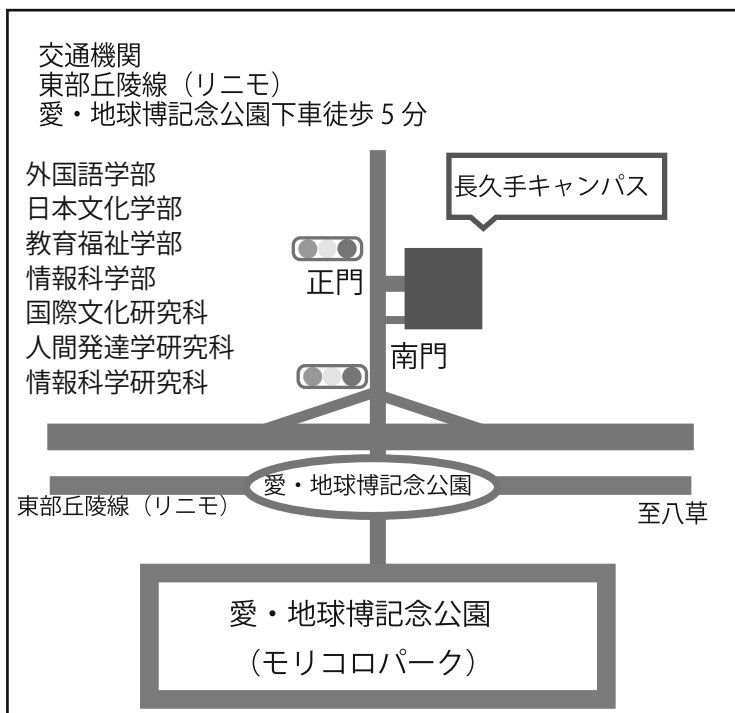 交通機関
東部丘陵線（リニモ）
愛・地球博記念公園下車徒歩 5 分
外国語学部
日本文化学部
教育福祉学部
情報科学部
国際文化研究科
人間発達学研究科
情報科学研究科
長久手キャンパス
正門
南門
愛・地球博記念公園
東部丘陵線（リニモ）
至八草
愛・地球博記念公園
（モリコロパーク）